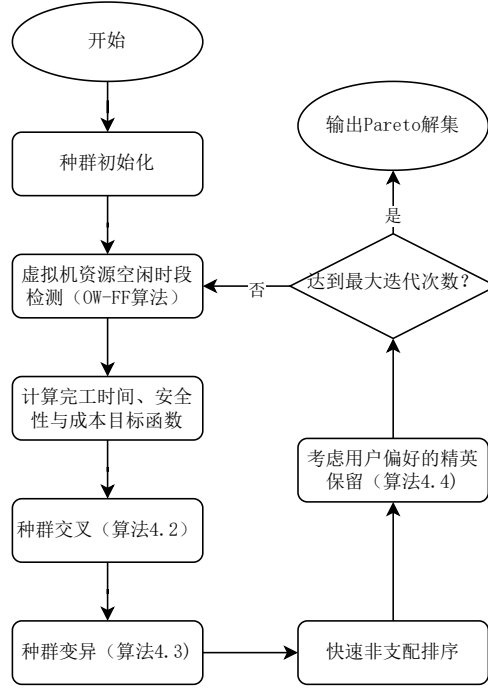 开始
种群初始化
虚拟机资源空闲时段
检测（OW-FF算法）
计算完工时间、安全
性与成本目标函数
种群交叉（算法4.2）
种群变异（算法4.3)
快速非支配排序
考虑用户偏好的精英
保留（算法4.4)
达到最大迭代次数?
否
是
输出Pareto解集